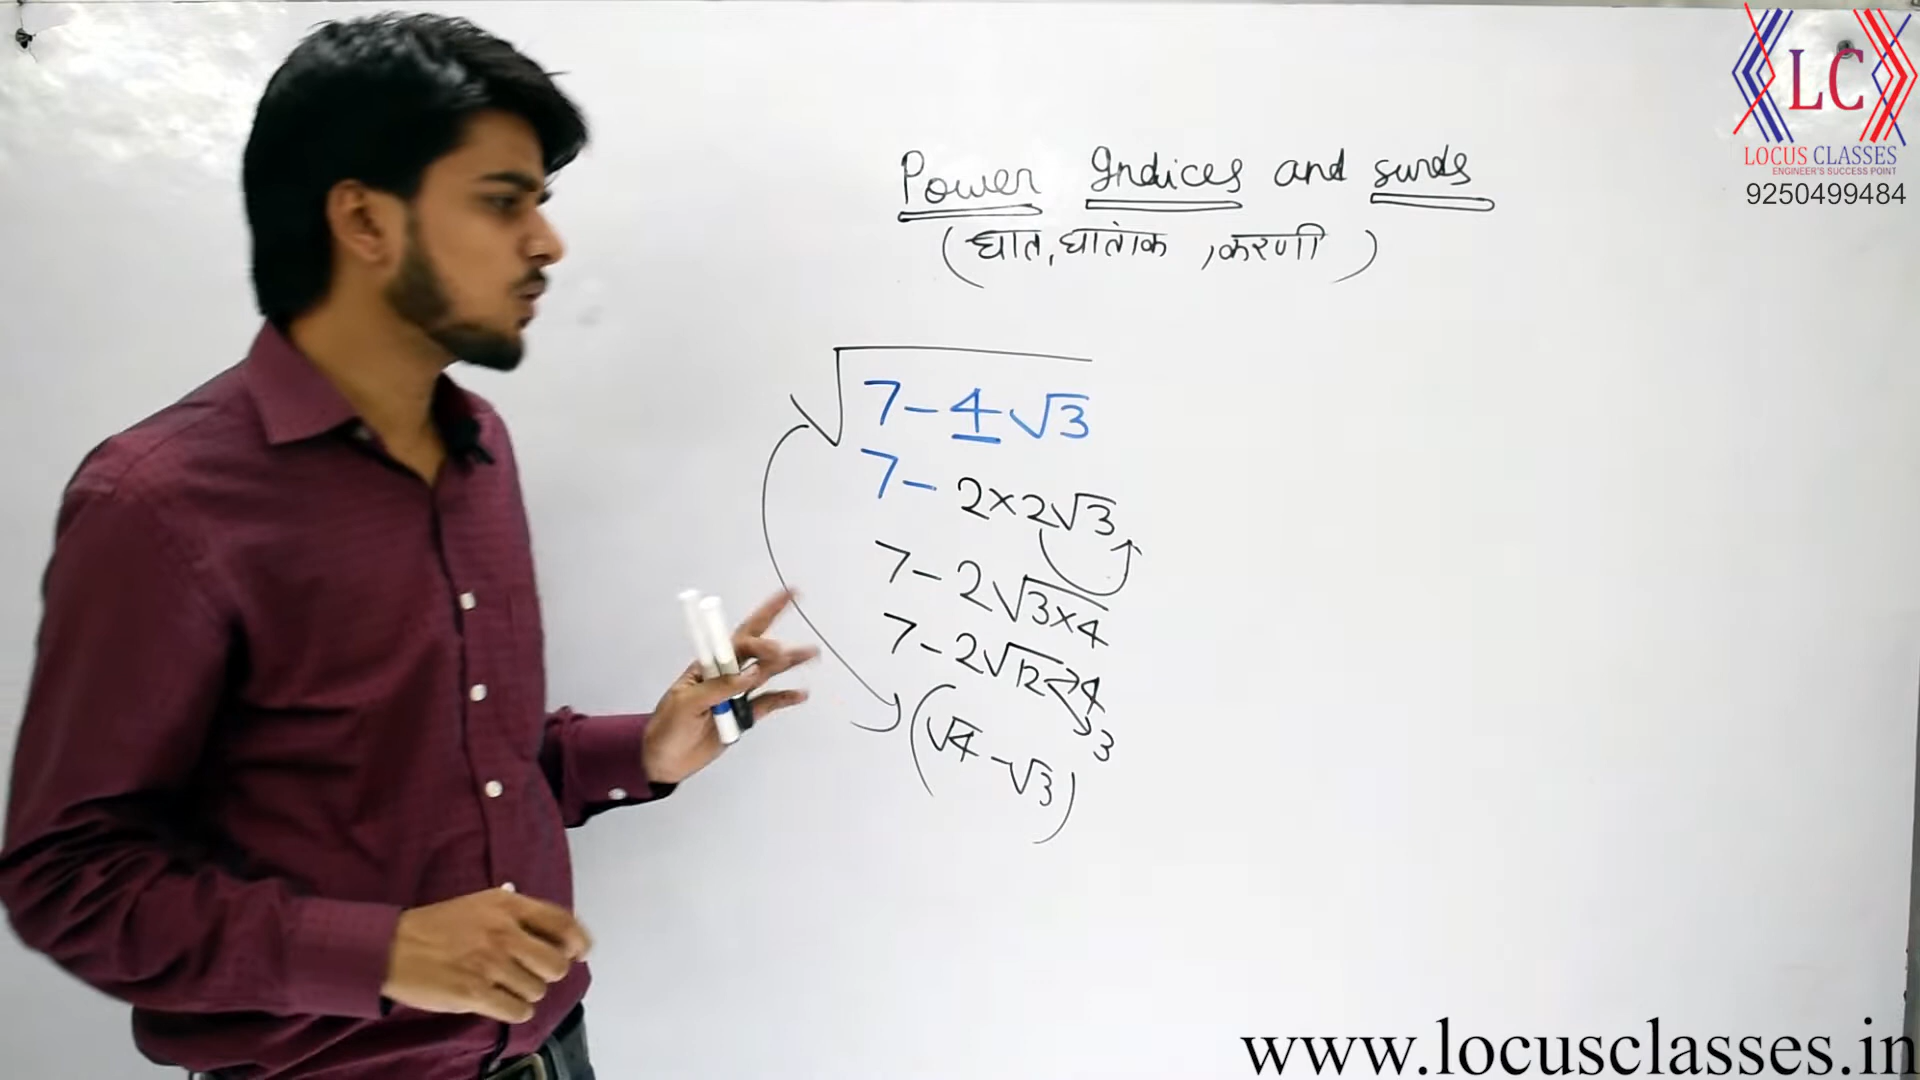 LC
LOCUS CLASSES
ENGINEER'S SUCCESS POINT
9250499484
Power Indices and surds
(घात, घातांक , करणी)
√7-4√3
7-2×2√3
7-2√3×4
7-2√12 4
3
(√4-√3)
www.locusclasses.in